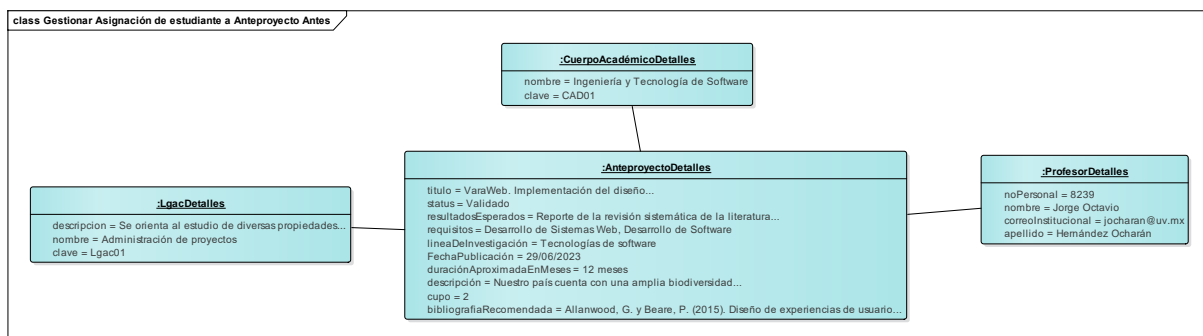 class Gestionar Asignación de estudiante a Anteproyecto Antes
:CuerpoAcadémicoDetalles
nombre = Ingeniería y Tecnología de Software
clave = CAD01
:AnteproyectoDetalles
titulo = VaraWeb. Implementación del diseño...
status = Validado
resultadosEsperados = Reporte de la revisión sistemática de la literatura...
requisitos = Desarrollo de Sistemas Web, Desarrollo de Software
lineaDeInvestigación = Tecnologías de software
FechaPublicación = 29/06/2023
duraciónAproximadaEnMeses = 12 meses
descripción = Nuestro país cuenta con una amplia biodiversidad...
cupo = 2
bibliografiaRecomendada = Allanwood, G. y Beare, P. (2015). Diseño de experiencias de usuario...
:ProfesorDetalles
noPersonal = 8239
nombre = Jorge Octavio
correoInstitucional = jocharan@uv.mx
apellido = Hernández Ocharán
:LgacDetalles
descripcion = Se orienta al estudio de diversas propiedades...
nombre = Administración de proyectos
clave = Lgac01